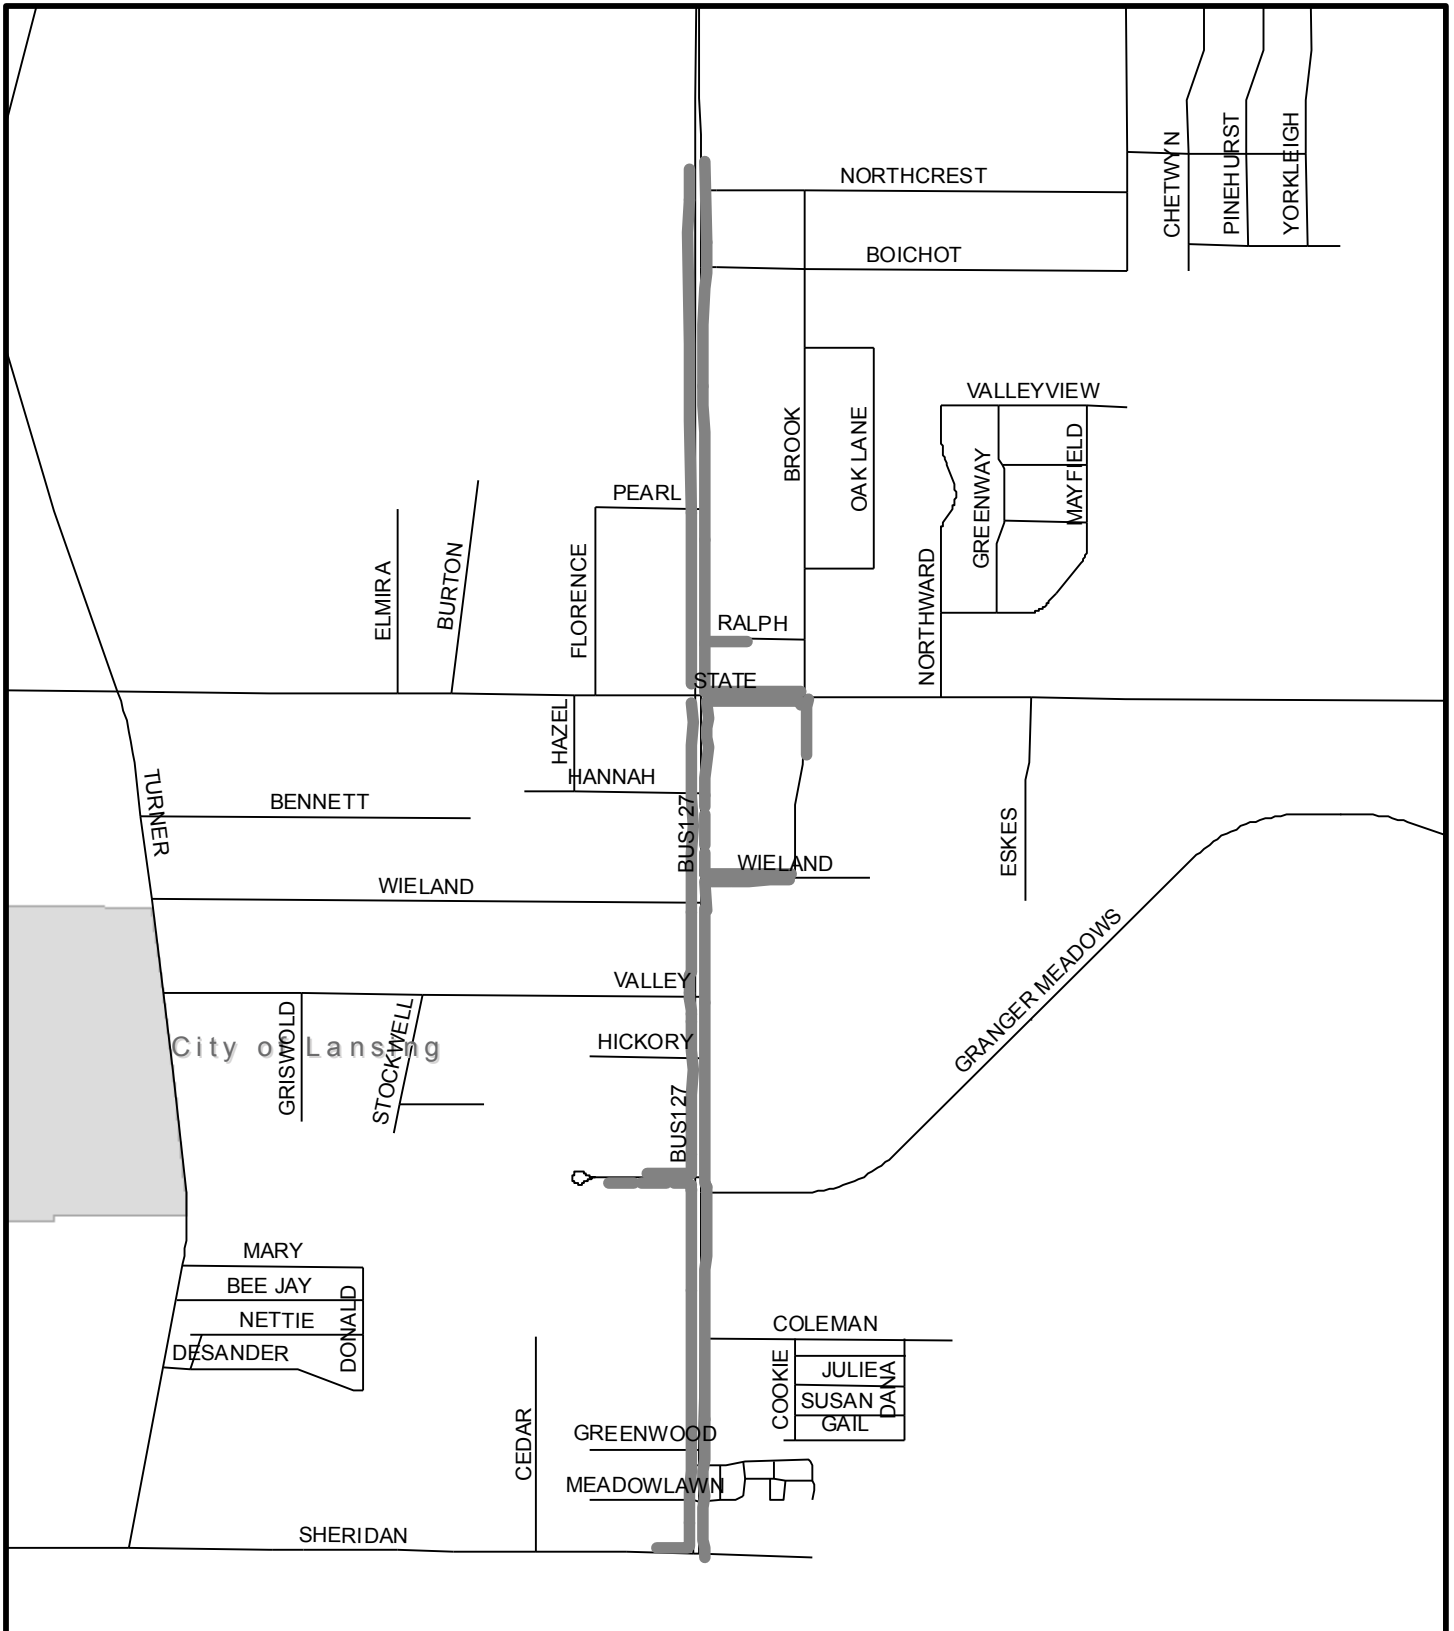 NORTHCREST
CHETWYN
PINEHURST
YORKLEIGH
BOICHOT
VALLEYVIEW
BROOK
OAK LANE
MAYFIELD
GREENWAY
PEARL
ELMIRA
BURTON
FLORENCE
NORTHWARD
RALPH
STATE
HAZEL
HANNAH
TURNER
BENNETT
BUS127
ESKES
WIELAND
WIELAND
VALLEY
GRANGER MEADOWS
GRISWOLD
STOCKWELL
HICKORY
City of Lansing
BUS127
MARY
BEE JAY
NETTIE
DONALD
DESANDER
COLEMAN
COOKIE
JULIE
DANA
SUSAN
GAIL
CEDAR
GREENWOOD
MEADOWLAWN
SHERIDAN